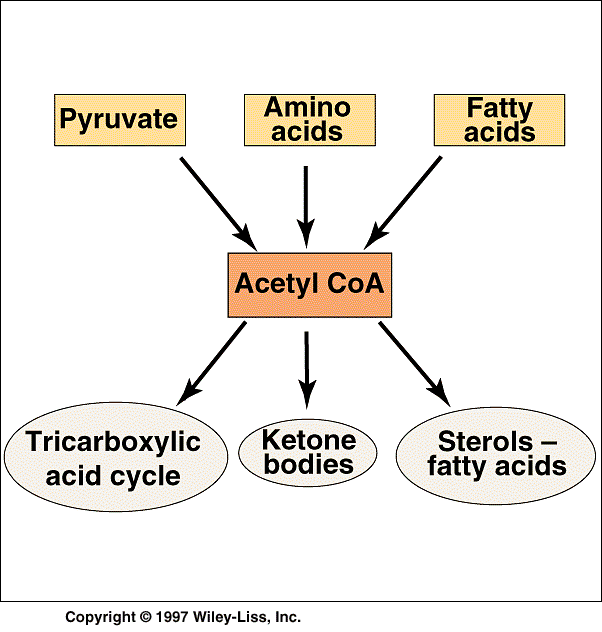 Pyruvate
Amino
acids
Fatty
acids
Acetyl CoA
Tricarboxylic
acid cycle
Ketone
bodies
Sterols –
fatty acids
Copyright © 1997 Wiley-Liss, Inc.